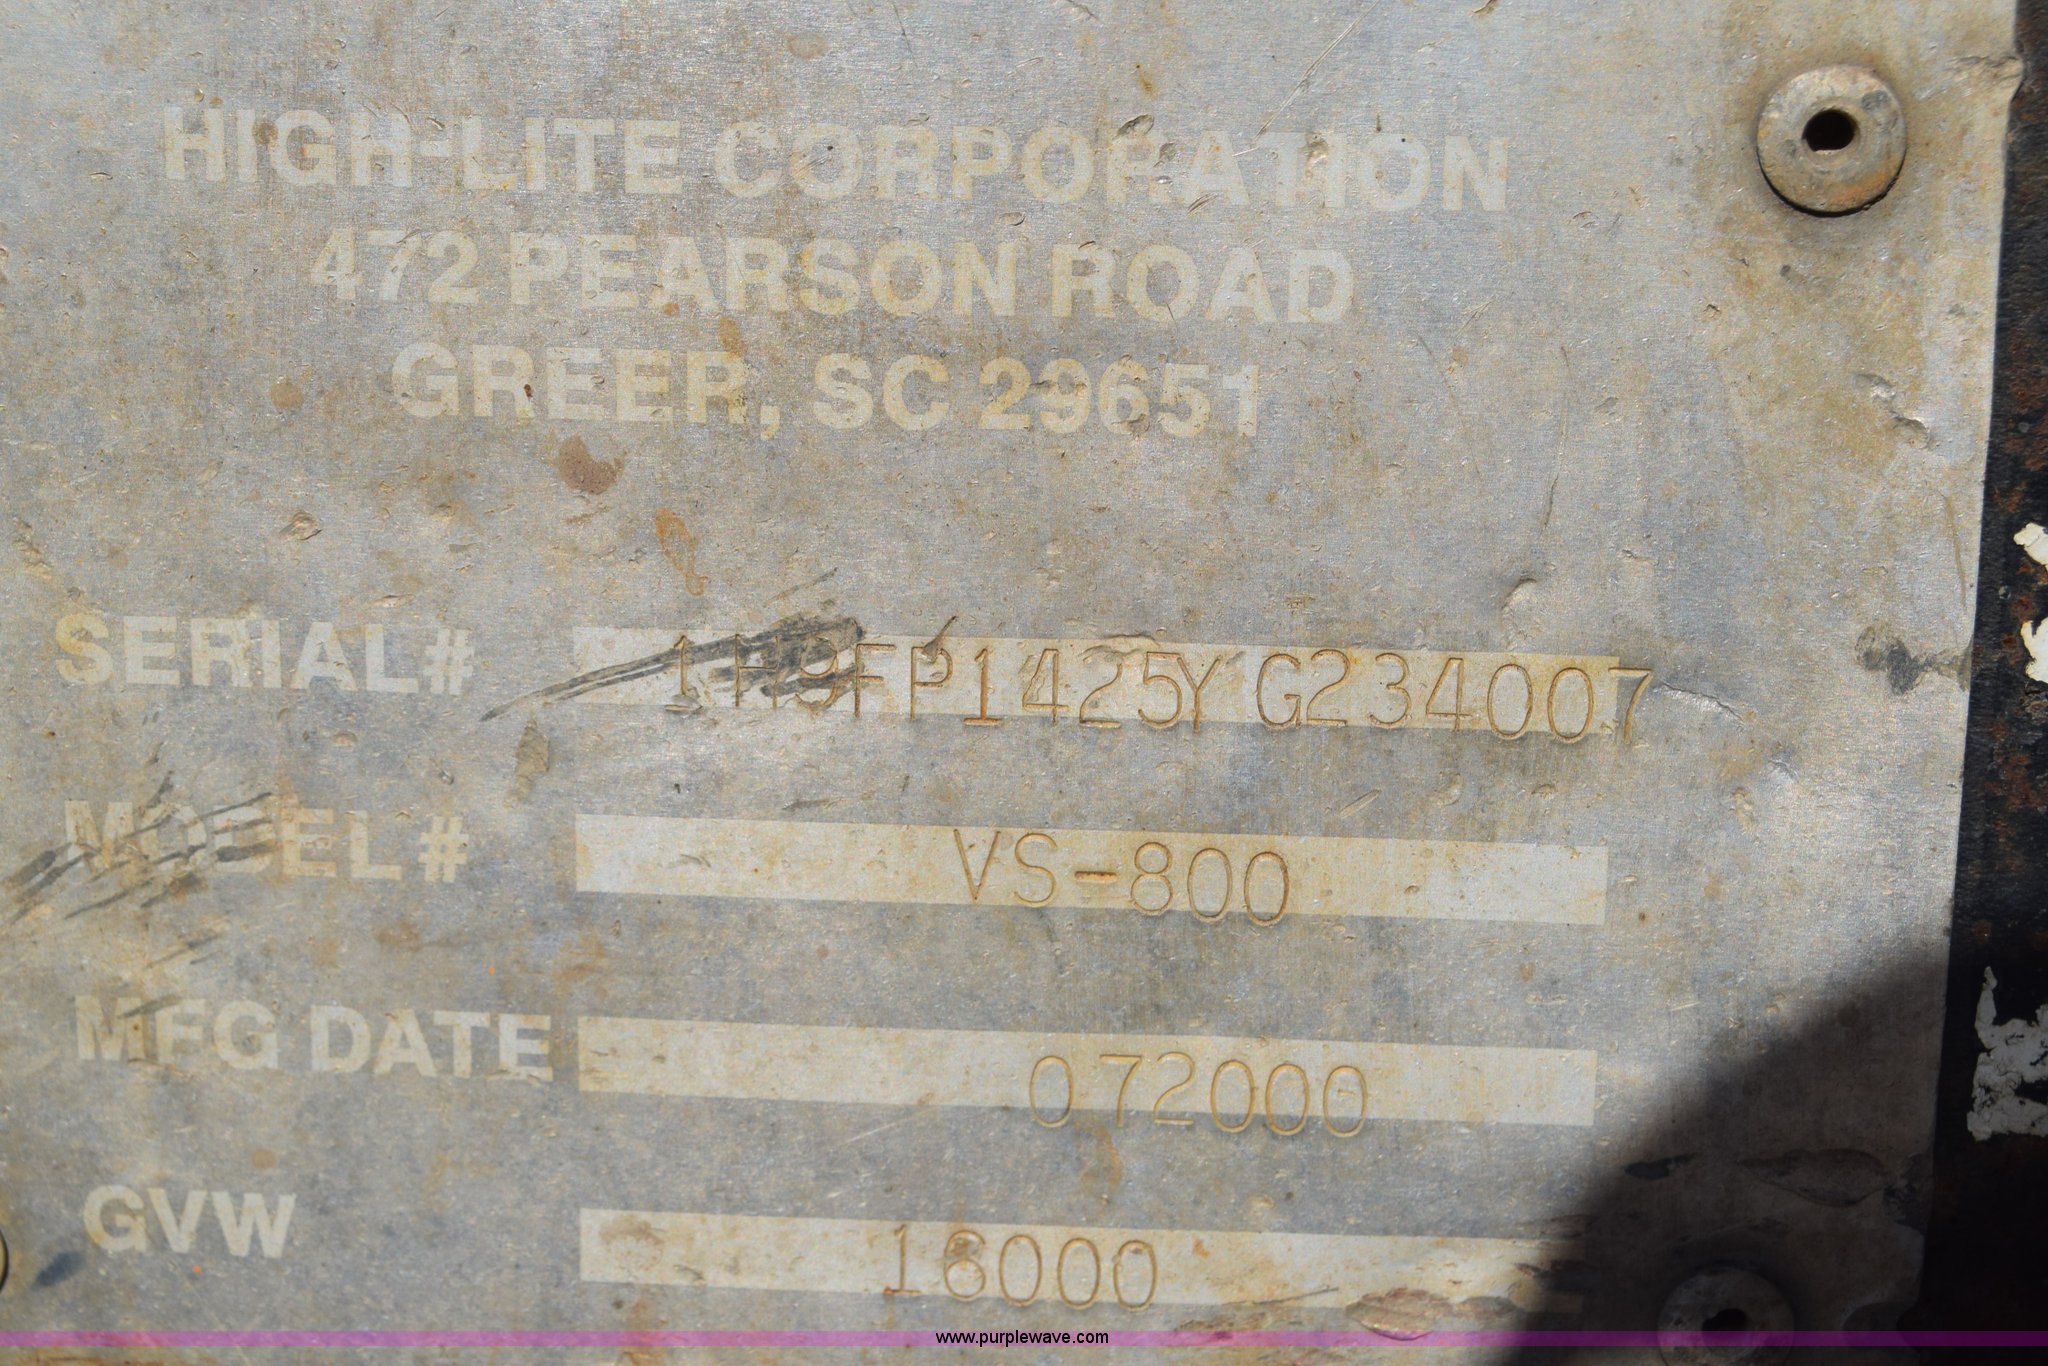 HIGH-LITE CORPORATION
472 PEARSON ROAD
GREER, SC 29651
SERIAL# 1H9FP1425YG234007
MODEL# VS-800
MFG DATE 072000
GVW 16000
www.purplewave.com